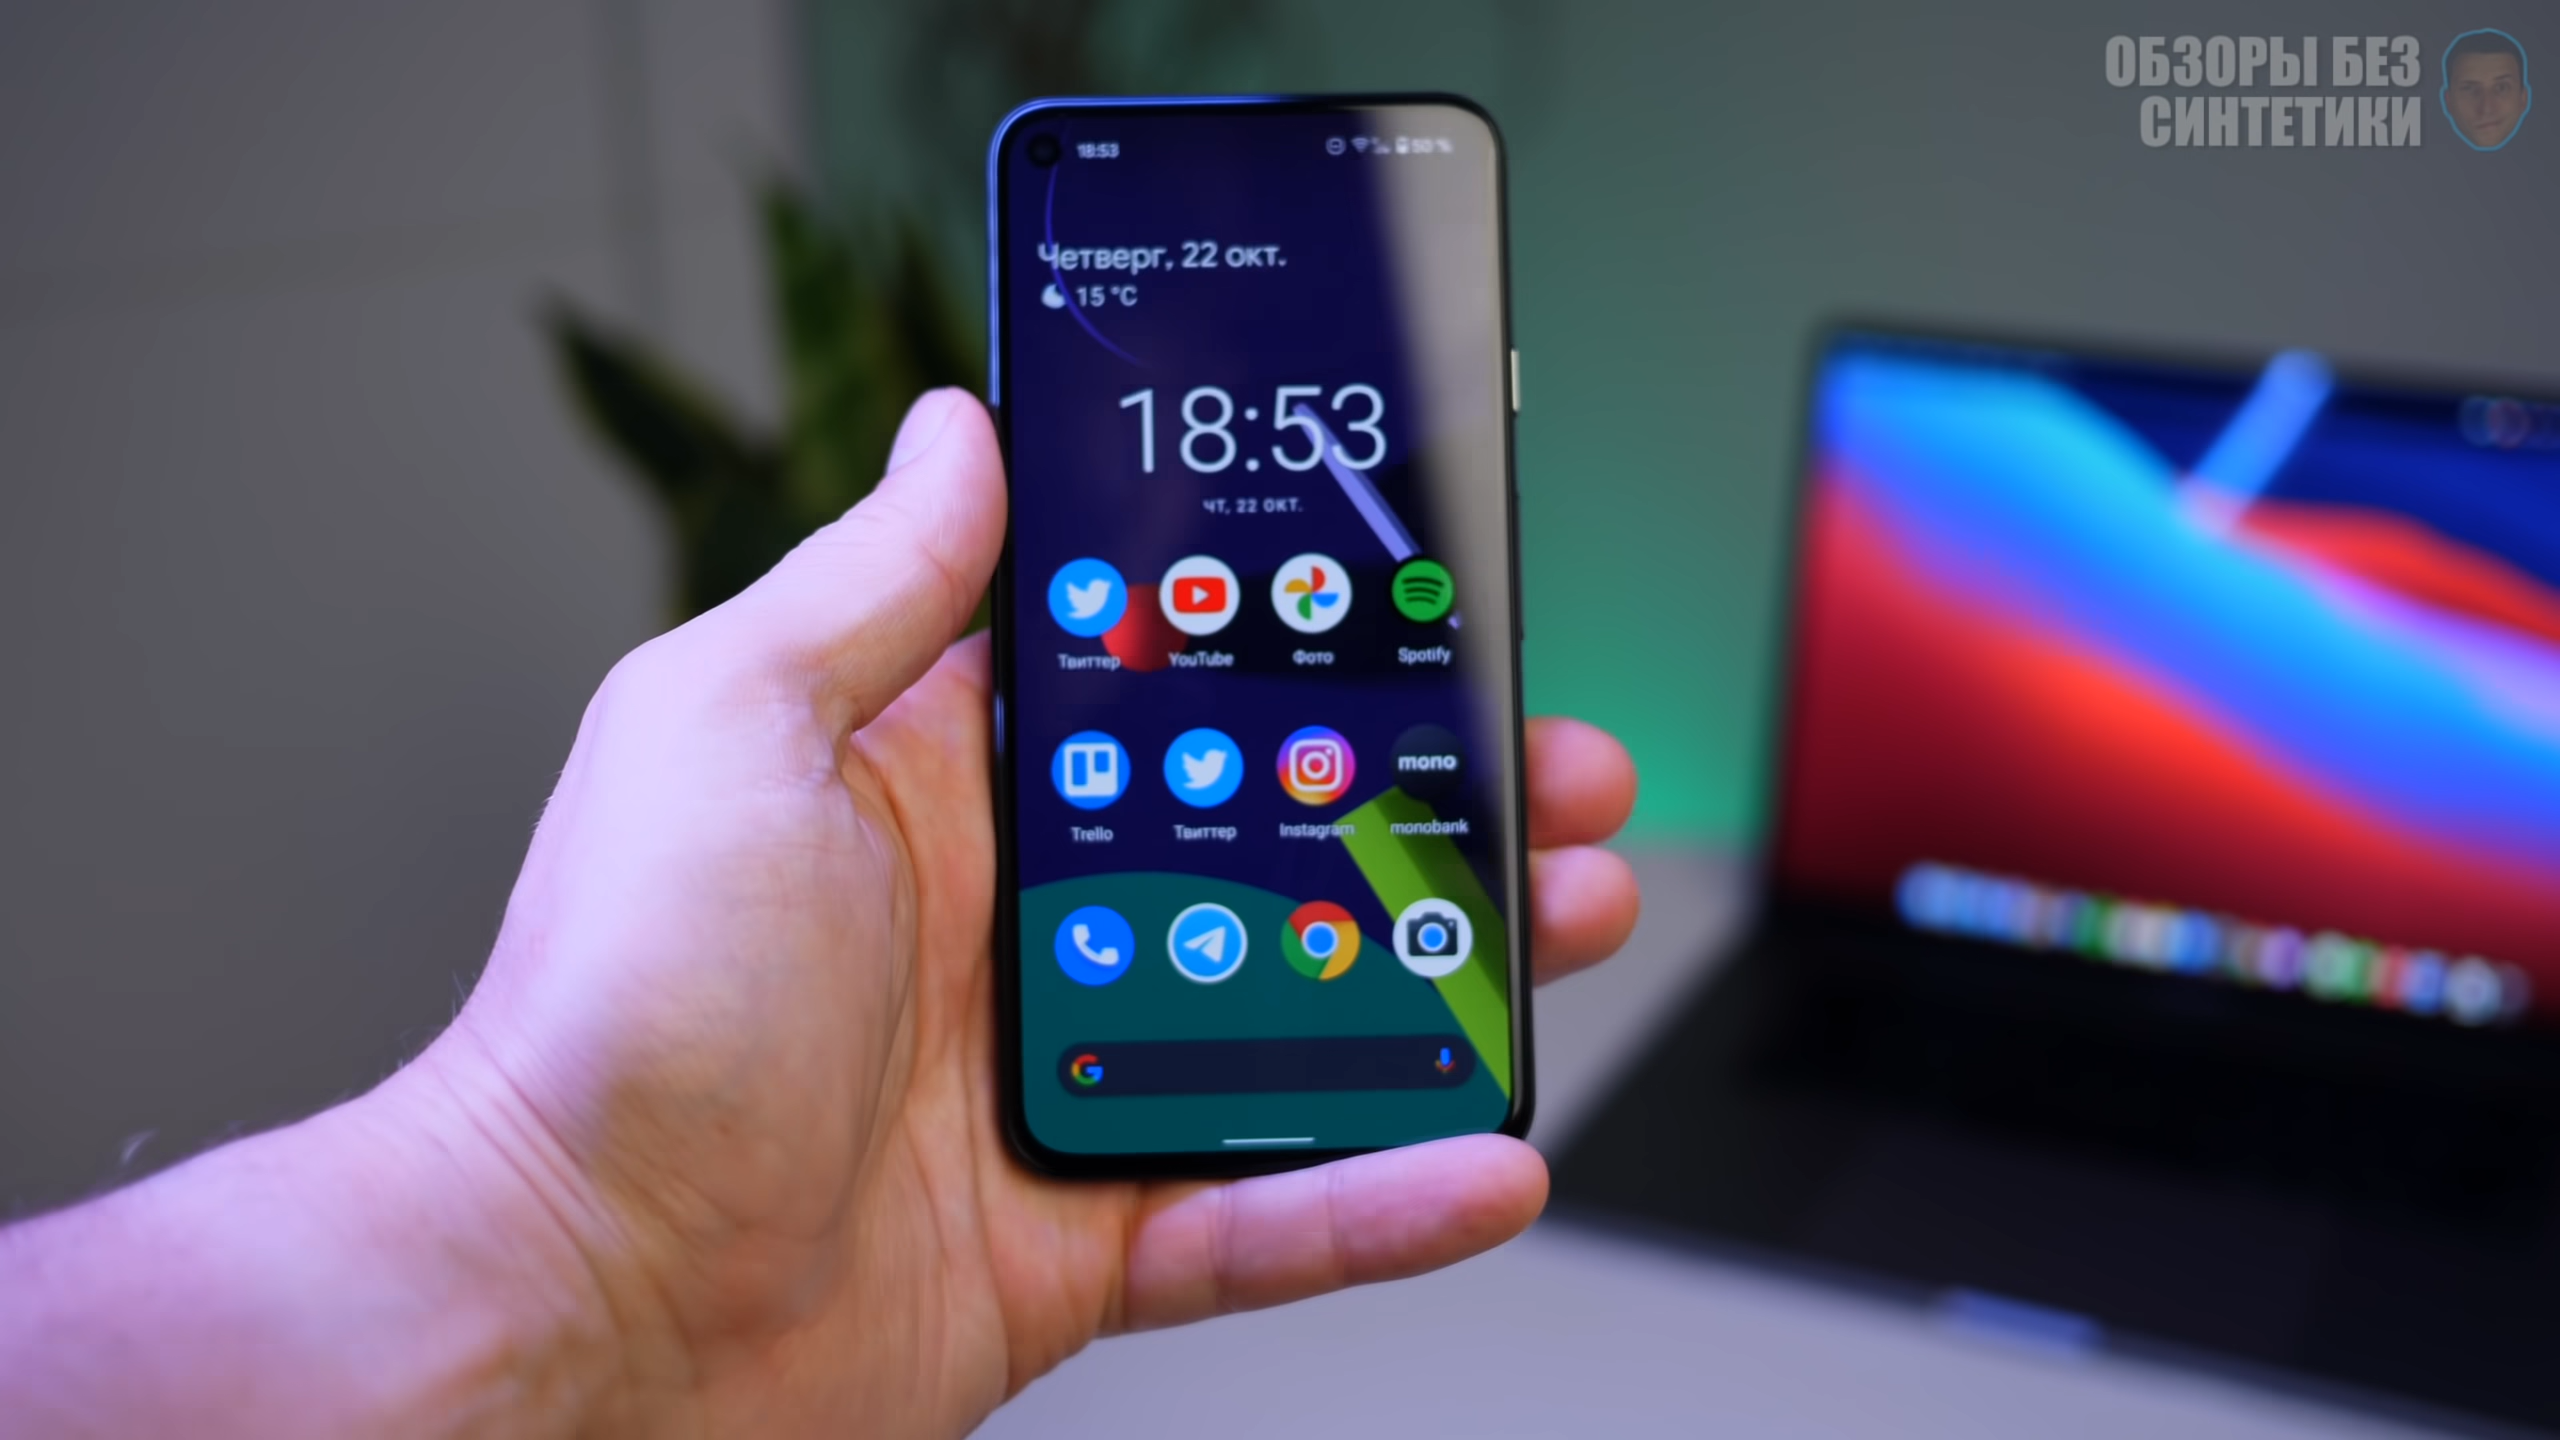 ОБЗОРЫ БЕЗ
СИНТЕТИКИ
18:53
50 %
Четверг, 22 окт.
15 °C
18:53
ЧТ, 22 ОКТ.
Твиттер YouTube Фото Spotify
mono
Trello Твиттер Instagram monobank